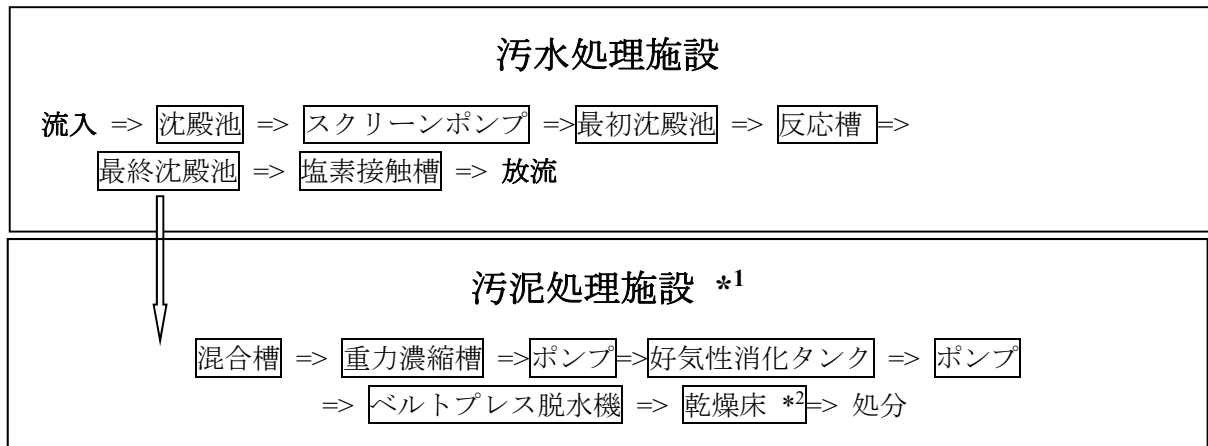 汚水処理施設
流入 => 沈殿池 => スクリーンポンプ =>最初沈殿池 => 反応槽 =>
最終沈殿池 => 塩素接触槽 => 放流
汚泥処理施設 *1
混合槽 => 重力濃縮槽 =>ポンプ=>好気性消化タンク => ポンプ
=> ベルトプレス脱水機 => 乾燥床 *2=> 処分